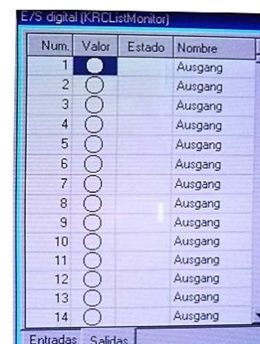 E/S digital (KRCListMonitor)
Num. Valor Estado Nombre
1 Ausgang
2 Ausgang
3 Ausgang
4 Ausgang
5 Ausgang
6 Ausgang
7 Ausgang
8 Ausgang
9 Ausgang
10 Ausgang
11 Ausgang
12 Ausgang
13 Ausgang
14 Ausgang
Entradas Salidas